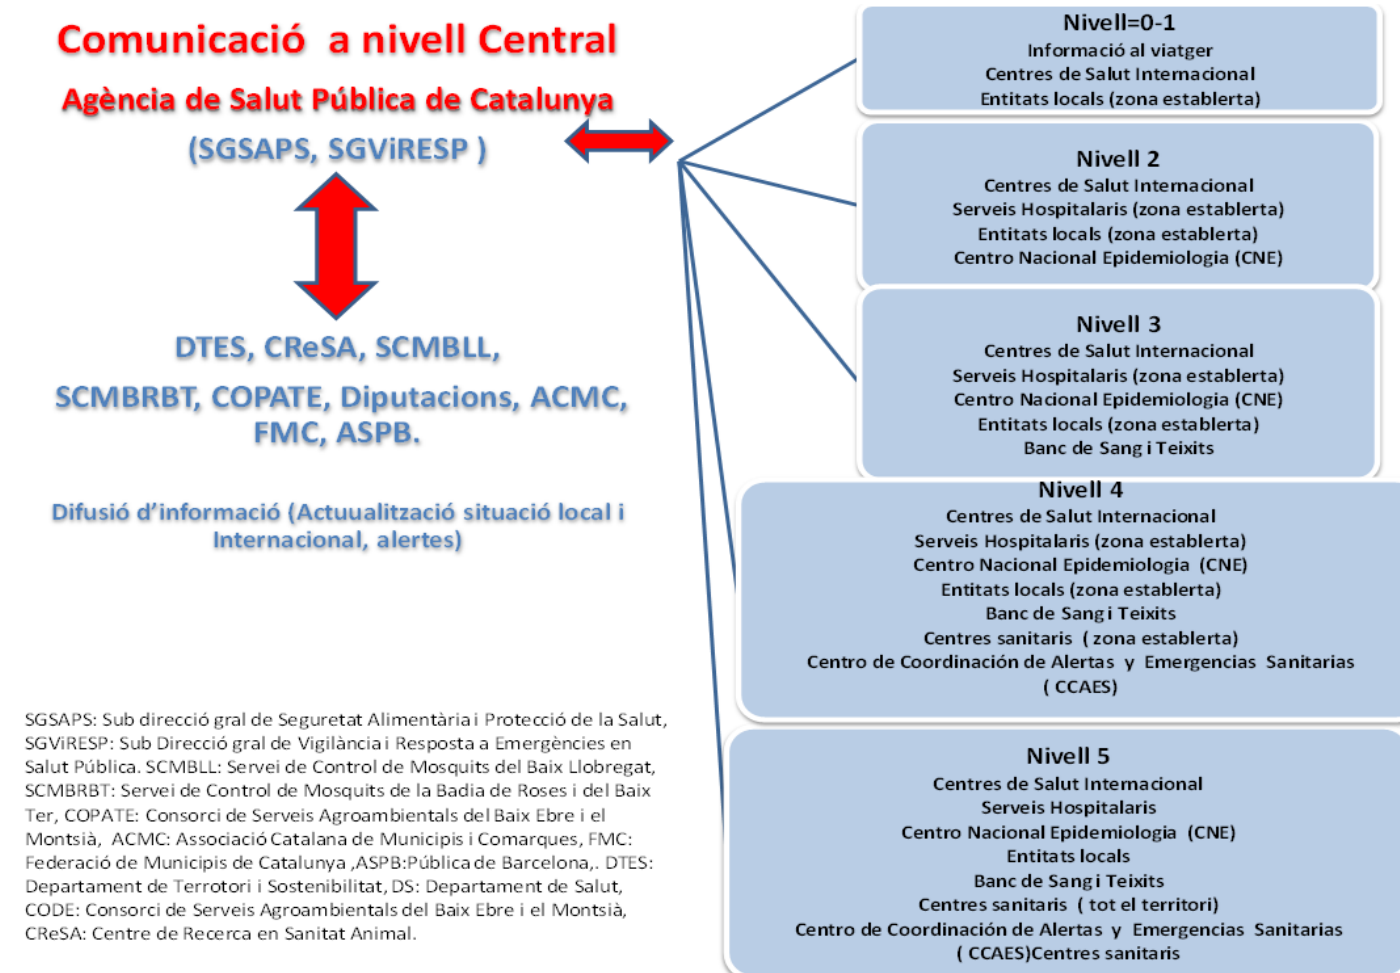 Comunicació a nivell Central
Agència de Salut Pública de Catalunya
(SGSAPS, SGViRESP )
DTES, CReSA, SCMBLL,
SCMBRBT, COPATE, Diputacions, ACMC,
FMC, ASPB.
Difusió d’informació (Actuualització situació local i
Internacional, alertes)
SGSAPS: Sub direcció gral de Seguretat Alimentària i Protecció de la Salut,
SGViRESP: Sub Direcció gral de Vigilància i Resposta a Emergències en
Salut Pública. SCMBLL: Servei de Control de Mosquits del Baix Llobregat,
SCMBRBT: Servei de Control de Mosquits de la Badia de Roses i del Baix
Ter, COPATE: Consorci de Serveis Agroambientals del Baix Ebre i el
Montsià, ACMC: Associació Catalana de Municipis i Comarques, FMC:
Federació de Municipis de Catalunya ,ASPB:Pública de Barcelona,. DTES:
Departament de Terrotori i Sostenibilitat, DS: Departament de Salut,
CODE: Consorci de Serveis Agroambientals del Baix Ebre i el Montsià,
CReSA: Centre de Recerca en Sanitat Animal.
Nivell=0-1
Informació al viatger
Centres de Salut Internacional
Entitats locals (zona establerta)
Nivell 2
Centres de Salut Internacional
Serveis Hospitalaris (zona establerta)
Entitats locals (zona establerta)
Centro Nacional Epidemiologia (CNE)
Nivell 3
Centres de Salut Internacional
Serveis Hospitalaris (zona establerta)
Centro Nacional Epidemiologia (CNE)
Entitats locals (zona establerta)
Banc de Sang i Teixits
Nivell 4
Centres de Salut Internacional
Serveis Hospitalaris (zona establerta)
Centro Nacional Epidemiologia (CNE)
Entitats locals (zona establerta)
Banc de Sang i Teixits
Centres sanitaris ( zona establerta)
Centro de Coordinación de Alertas y Emergencias Sanitarias
( CCAES)
Nivell 5
Centres de Salut Internacional
Serveis Hospitalaris
Centro Nacional Epidemiologia (CNE)
Entitats locals
Banc de Sang i Teixits
Centres sanitaris ( tot el territori)
Centro de Coordinación de Alertas y Emergencias Sanitarias
( CCAES)Centres sanitaris